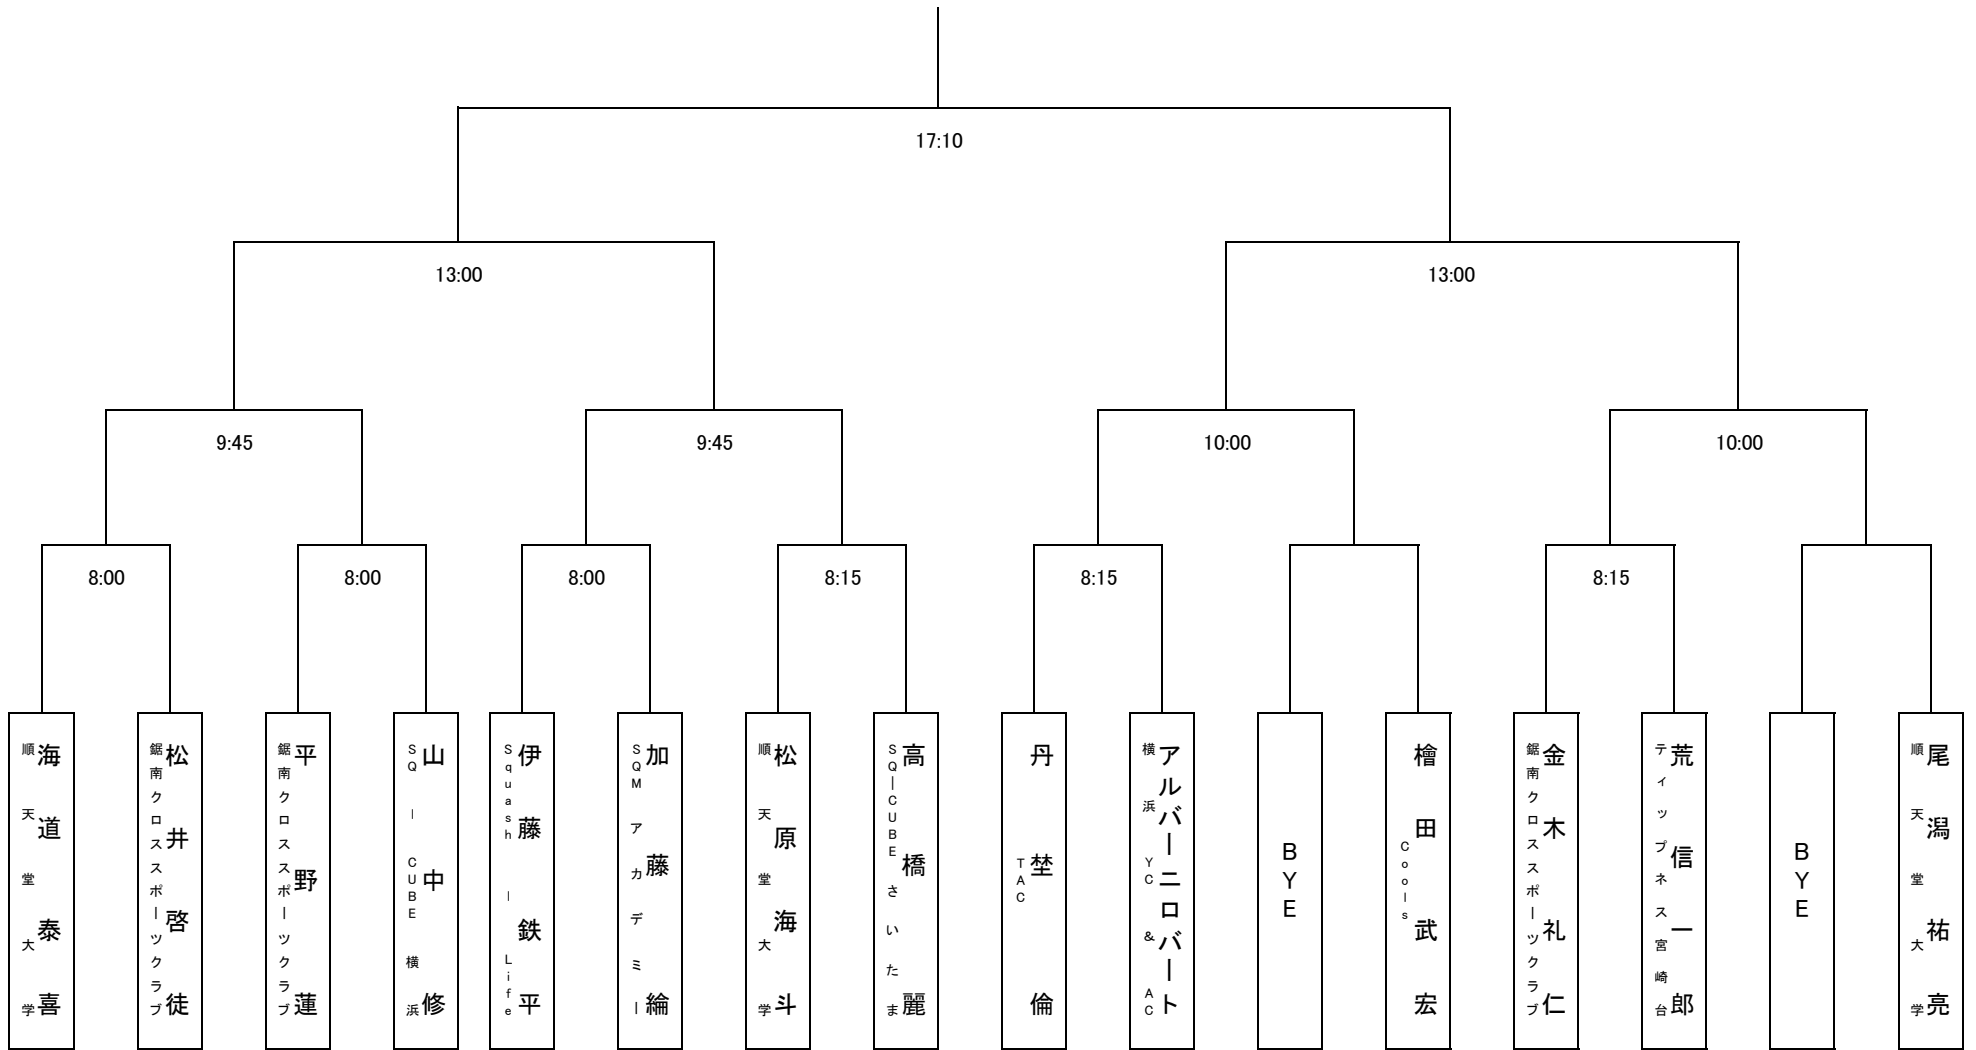 17:10
13:00
13:00
9:45
9:45
10:00
10:00
8:00
8:00
8:00
8:15
8:15
8:15
海道泰喜
順天堂大学
松井啓徒
鋸南クロススポーツクラブ
平野蓮
鋸南クロススポーツクラブ
山中修
SQ-CUBE横浜
伊藤鉄平
Squash-Life
加藤綸
SQMアカデミー
松原海斗
順天堂大学
高橋麗
SQ-CUBEさいたま
丹埜倫
TAC
アルバーニロバート
横浜YC&AC
BYE
檜田武宏
Cools
金木礼仁
鋸南クロススポーツクラブ
荒信一郎
ティップネス宮崎台
BYE
尾潟祐亮
順天堂大学